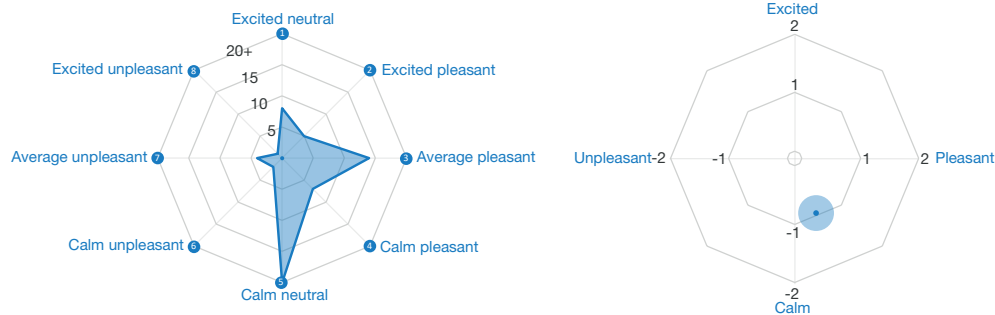 Excited neutral
1
20+
Excited unpleasant 8
2 Excited pleasant
15
10
5
Average unpleasant 7
3 Average pleasant
Calm unpleasant 6
4 Calm pleasant
5
Calm neutral
Excited
2
1
Unpleasant -2
-1
1
2 Pleasant
-1
-2
Calm